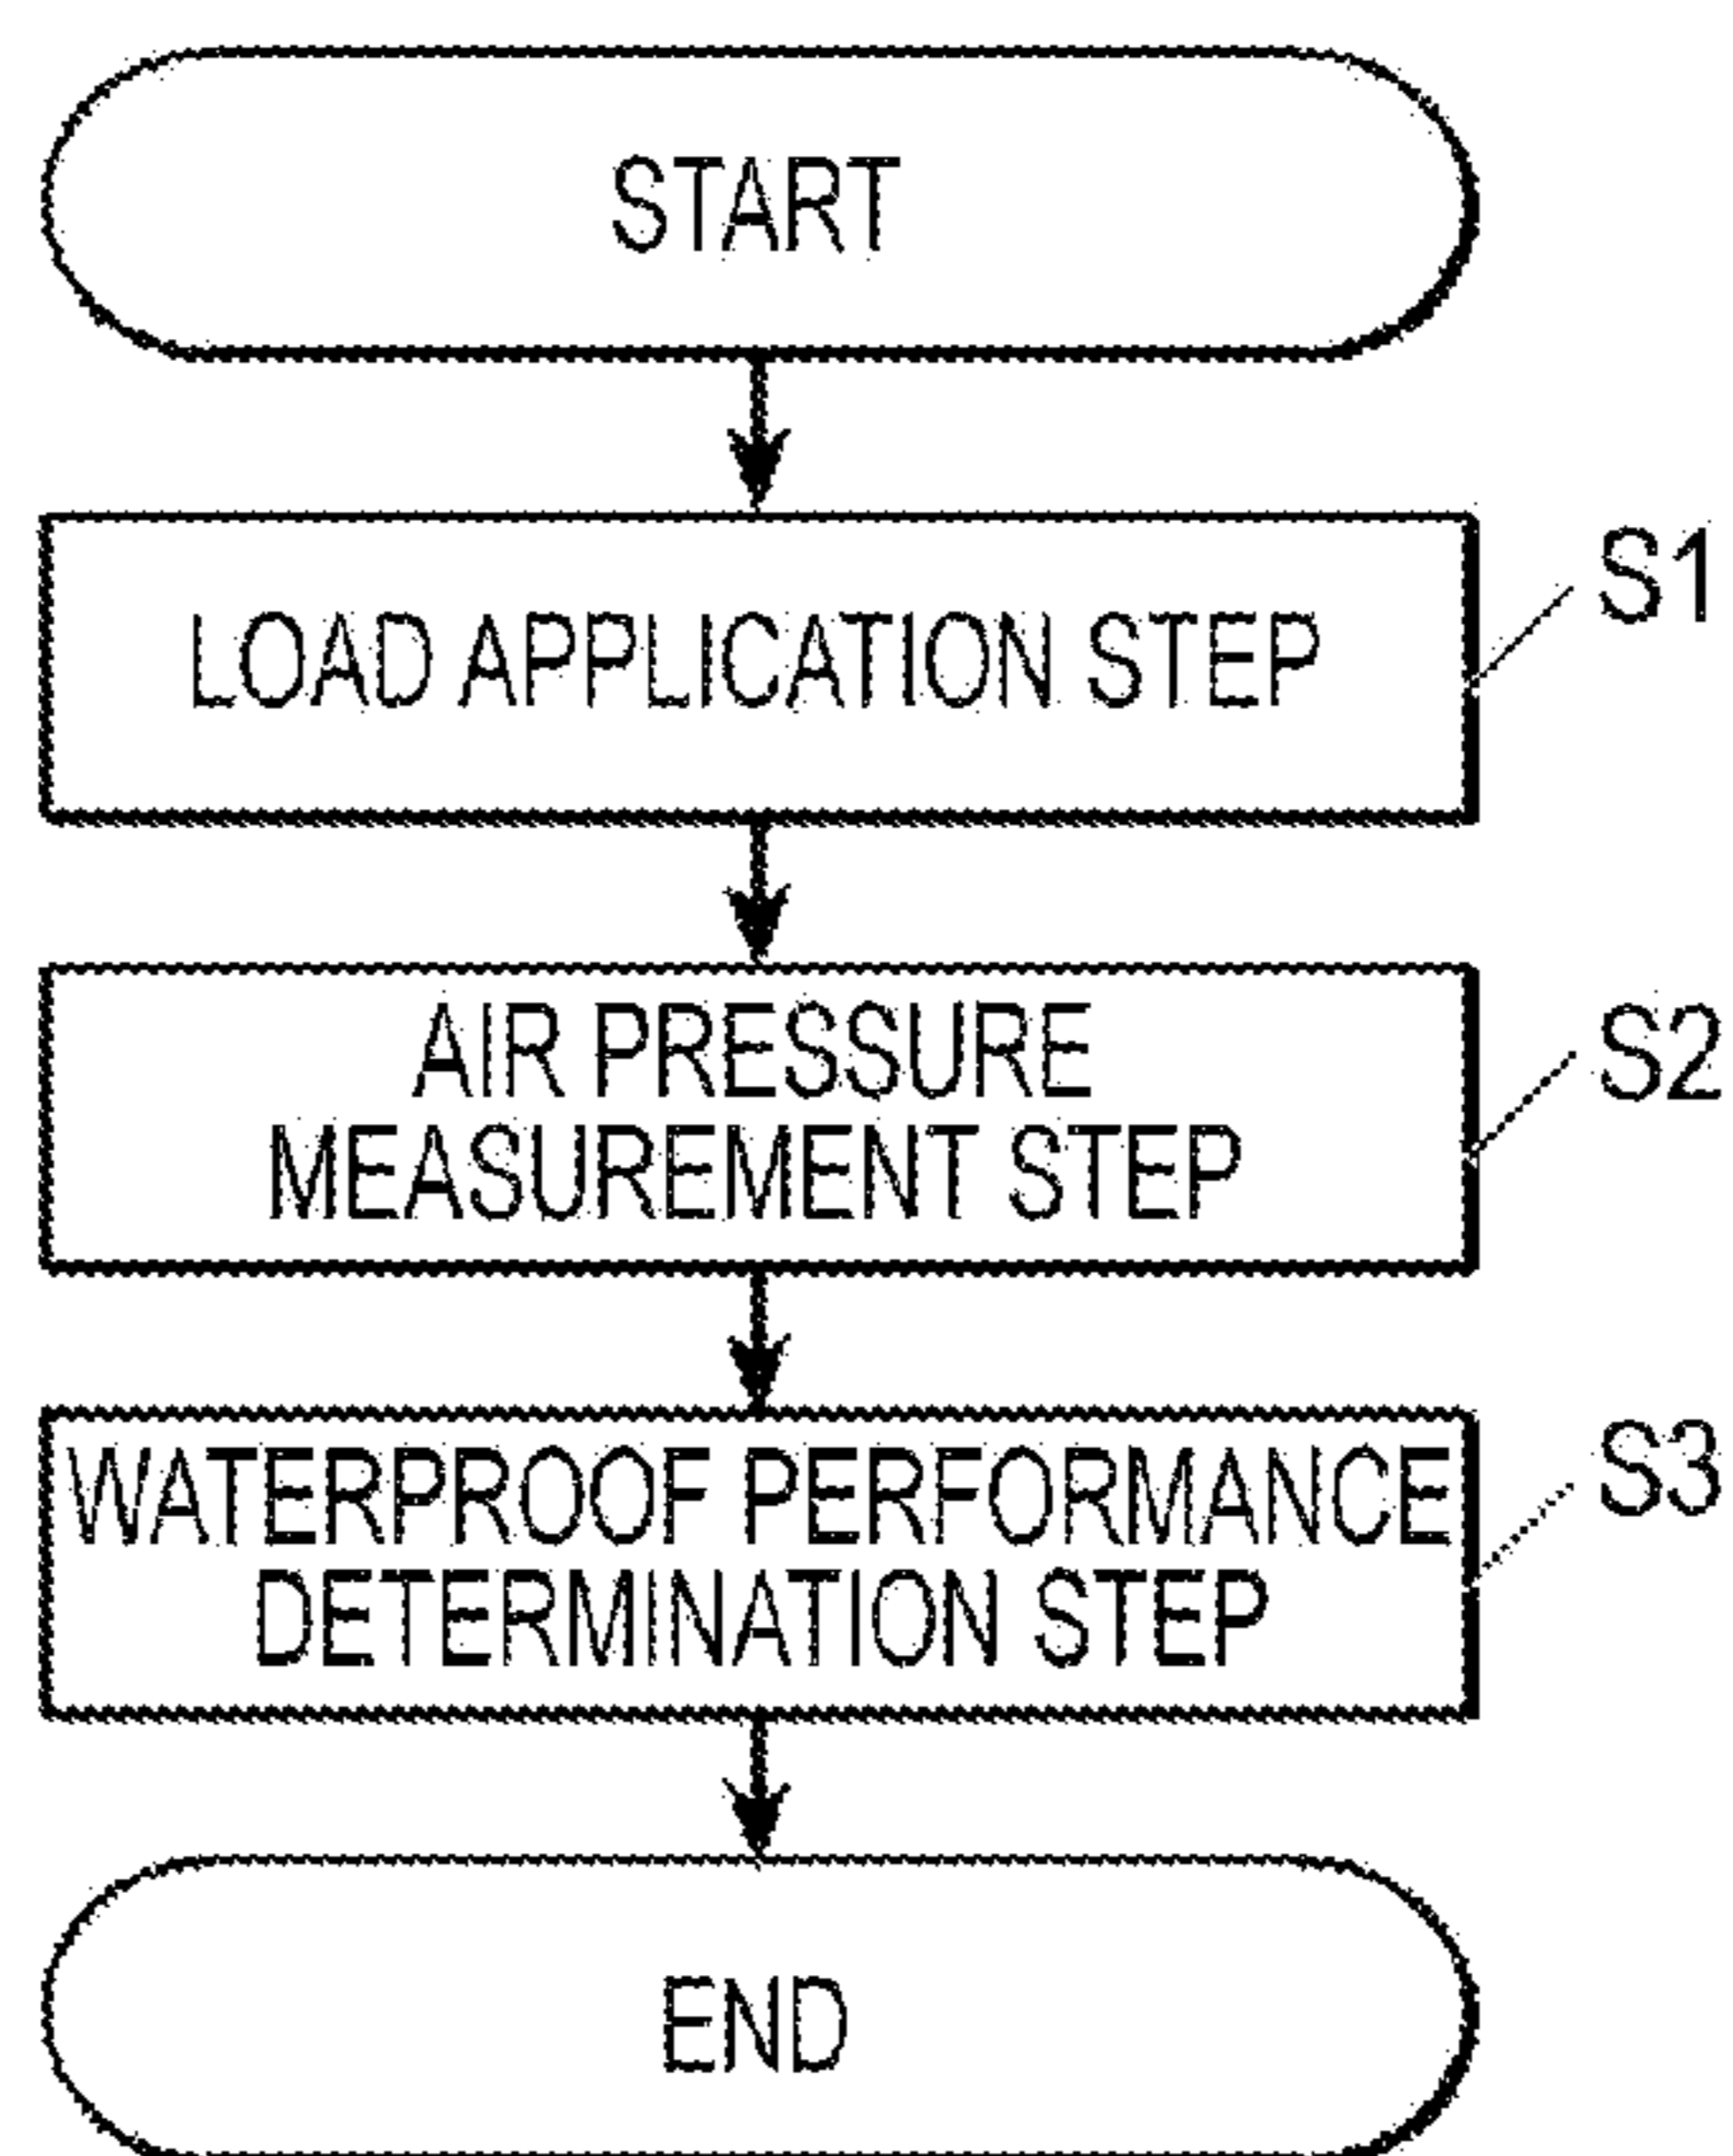 START
LOAD APPLICATION STEP
S1
AIR PRESSURE
MEASUREMENT STEP
S2
WATERPROOF PERFORMANCE
DETERMINATION STEP
S3
END